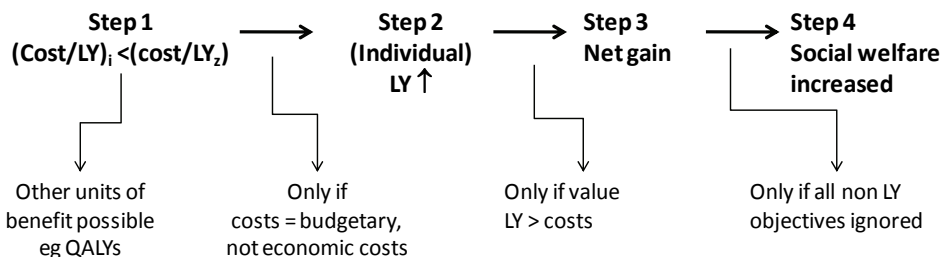 Step 1
(Cost/LY)i <(cost/LYz)
Step 2
(Individual)
LY ↑
Step 3
Net gain
Step 4
Social welfare
increased
Other units of
benefit possible
eg QALYs
Only if
costs = budgetary,
not economic costs
Only if value
LY > costs
Only if all non LY
objectives ignored